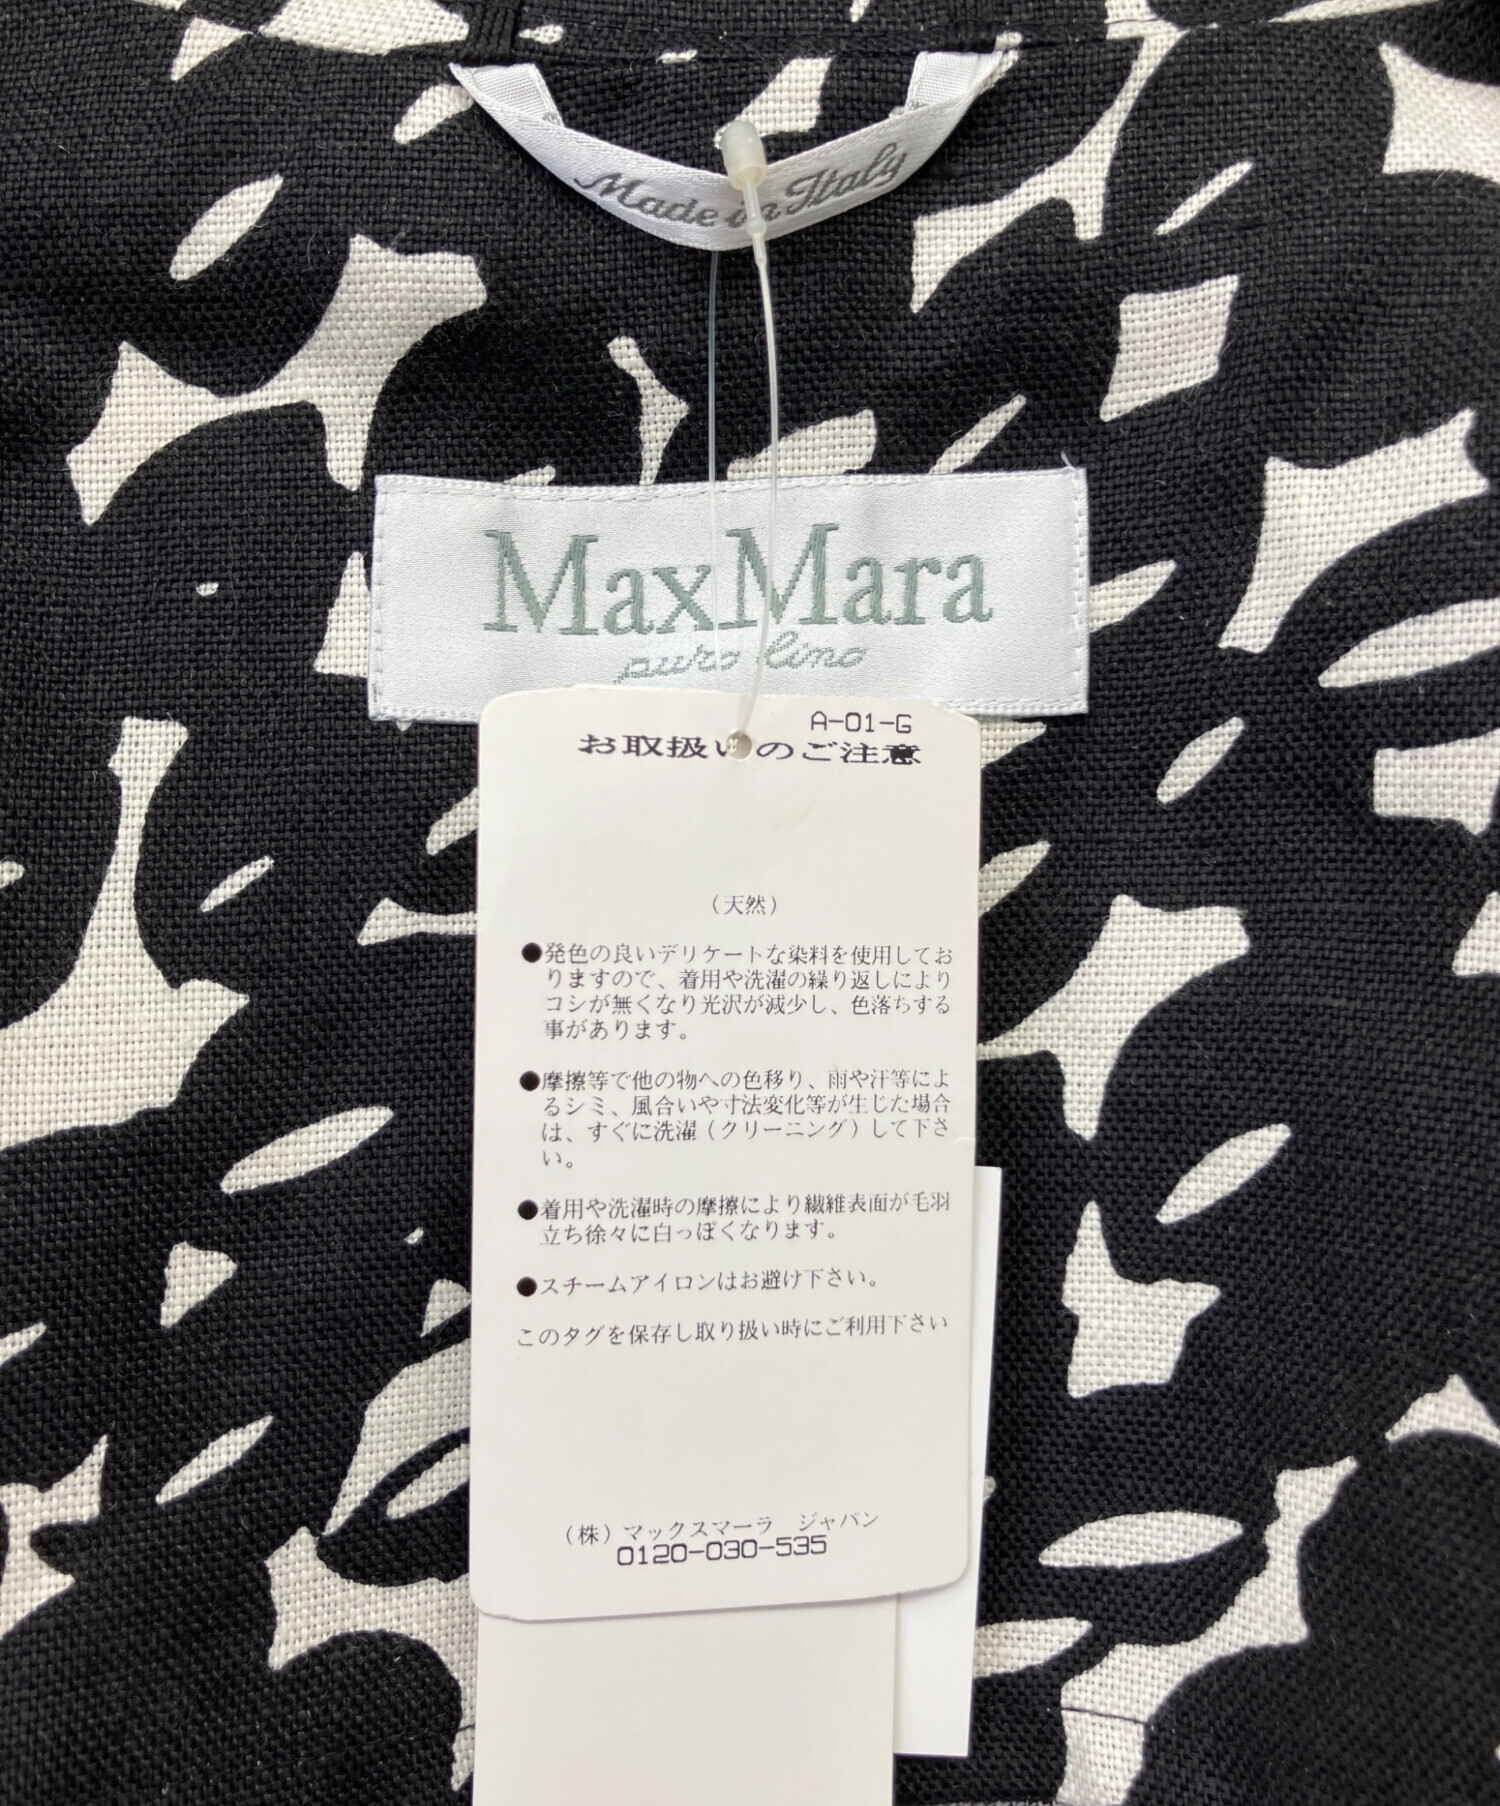 Made in Italy
MaxMara
puro lino
A-01-G
お取扱いのご注意
（天然）
●発色の良いデリケートな染料を使用してお
りますので、着用や洗濯の繰り返しにより
コシが無くなり光沢が減少し、色落ちする
事があります。
●摩擦等で他の物への色移り、雨や汗等によ
るシミ、風合いや寸法変化等が生じた場合
は、すぐに洗濯（クリーニング）して下さ
い。
●着用や洗濯時の摩擦により繊維表面が毛羽
立ち徐々に白っぽくなります。
●スチームアイロンはお避け下さい。
このタグを保存し取り扱い時にご利用下さい
（株）マックスマーラ　ジャパン
0120-030-535